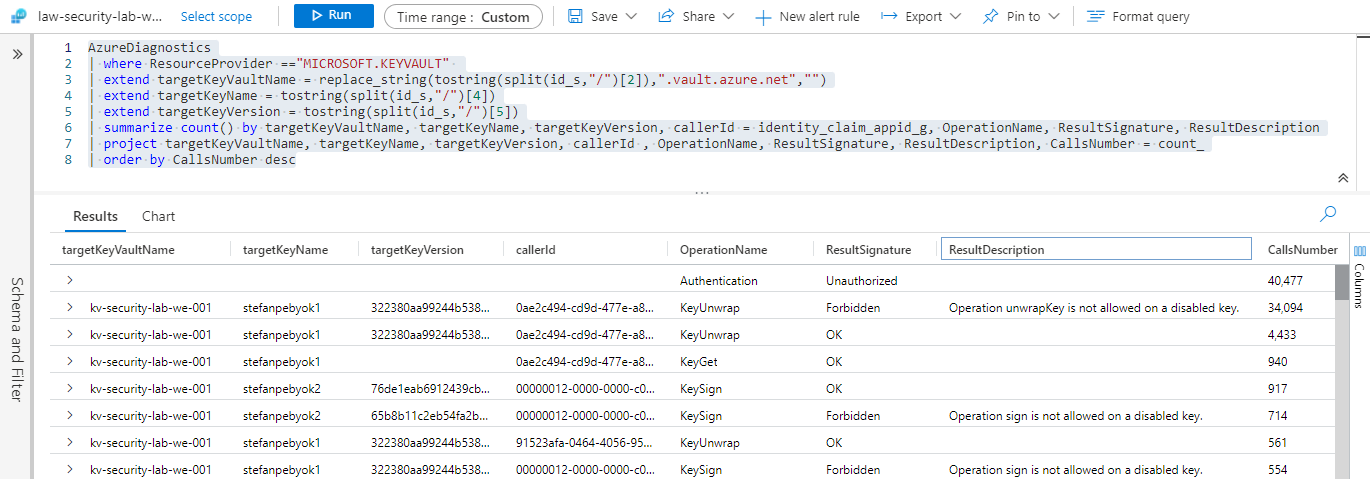 law-security-lab-w... Select scope Run Time range : Custom Save Share New alert rule Export Pin to Format query
1 AzureDiagnostics
2 | where ResourceProvider =="MICROSOFT.KEYVAULT"
3 | extend targetKeyVaultName = replace_string(tostring(split(id_s,"/")[2]),".vault.azure.net","")
4 | extend targetKeyName = tostring(split(id_s,"/")[4])
5 | extend targetKeyVersion = tostring(split(id_s,"/")[5])
6 | summarize count() by targetKeyVaultName, targetKeyName, targetKeyVersion, callerId = identity_claim_appid_g, OperationName, ResultSignature, ResultDescription
7 | project targetKeyVaultName, targetKeyName, targetKeyVersion, callerId , OperationName, ResultSignature, ResultDescription, CallsNumber = count_
8 | order by CallsNumber desc
Schema and Filter
Results Chart
targetKeyVaultName targetKeyName targetKeyVersion callerId OperationName ResultSignature ResultDescription CallsNumber
Authentication Unauthorized 40,477
kv-security-lab-we-001 stefanpebyok1 322380aa99244b538... 0ae2c494-cd9d-477e-a8... KeyUnwrap Forbidden Operation unwrapKey is not allowed on a disabled key. 34,094
kv-security-lab-we-001 stefanpebyok1 322380aa99244b538... 0ae2c494-cd9d-477e-a8... KeyUnwrap OK 4,433
kv-security-lab-we-001 stefanpebyok1 0ae2c494-cd9d-477e-a8... KeyGet OK 940
kv-security-lab-we-001 stefanpebyok2 76de1eab6912439cb... 00000012-0000-0000-c0... KeySign OK 917
kv-security-lab-we-001 stefanpebyok2 65b8b11c2eb54fa2b... 00000012-0000-0000-c0... KeySign Forbidden Operation sign is not allowed on a disabled key. 714
kv-security-lab-we-001 stefanpebyok1 322380aa99244b538... 91523afa-0464-4056-95... KeyUnwrap OK 561
kv-security-lab-we-001 stefanpebyok1 322380aa99244b538... 00000012-0000-0000-c0... KeySign Forbidden Operation sign is not allowed on a disabled key. 554
Columns